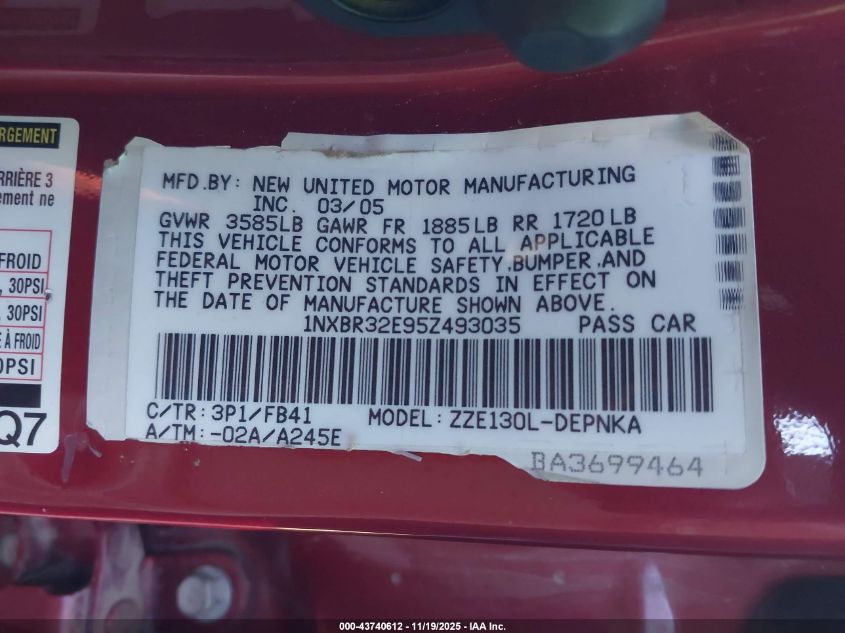 RGEMENT
RRIÈRE 3
ement ne
FROID
, 30PSI
, 30PSI
E À FROID
0PSI
Q7
MFD.BY: NEW UNITED MOTOR MANUFACTURING
INC. 03/05
GVWR 3585LB GAWR FR 1885LB RR 1720LB
THIS VEHICLE CONFORMS TO ALL APPLICABLE
FEDERAL MOTOR VEHICLE SAFETY,BUMPER,AND
THEFT PREVENTION STANDARDS IN EFFECT ON
THE DATE OF MANUFACTURE SHOWN ABOVE.
1NXBR32E95Z493035 PASS CAR
C/TR: 3P1/FB41 MODEL: ZZE130L-DEPNKA
A/TM: -02A/A245E
BA3699464
000-43740612 - 11/19/2025 - IAA Inc.